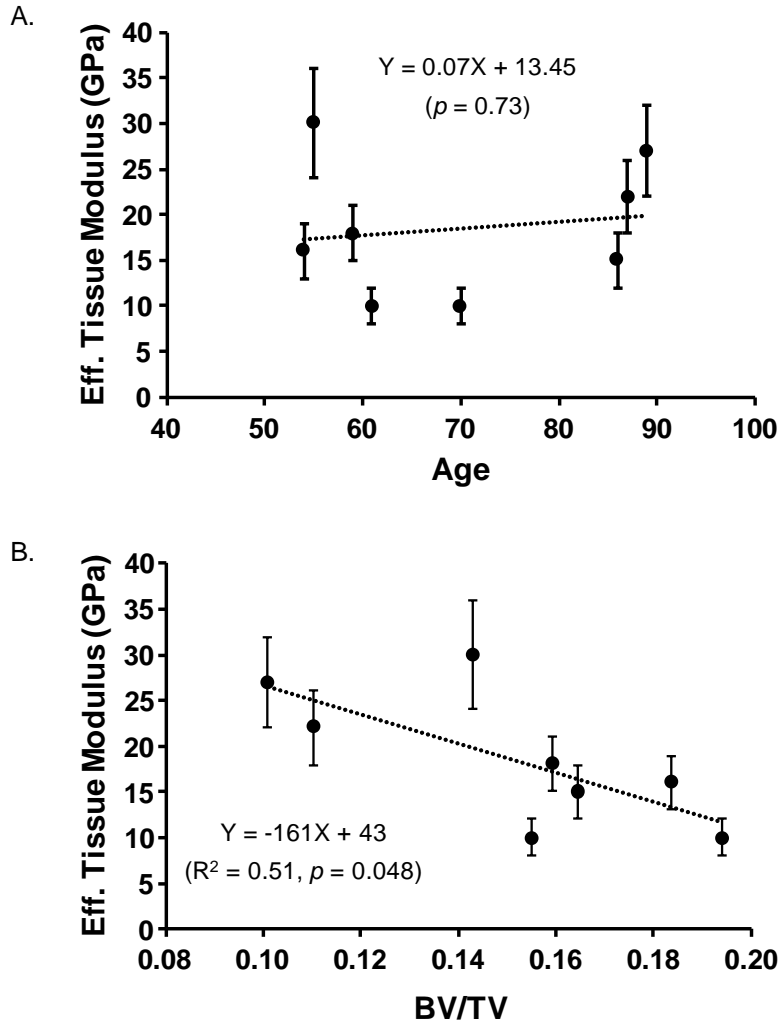 A.
Eff. Tissue Modulus (GPa)
40
35
30
25
20
15
10
5
0
Y = 0.07X + 13.45
(p = 0.73)
40 50 60 70 80 90 100
Age
B.
Eff. Tissue Modulus (GPa)
40
35
30
25
20
15
10
5
0
Y = -161X + 43
(R² = 0.51, p = 0.048)
0.08 0.10 0.12 0.14 0.16 0.18 0.20
BV/TV